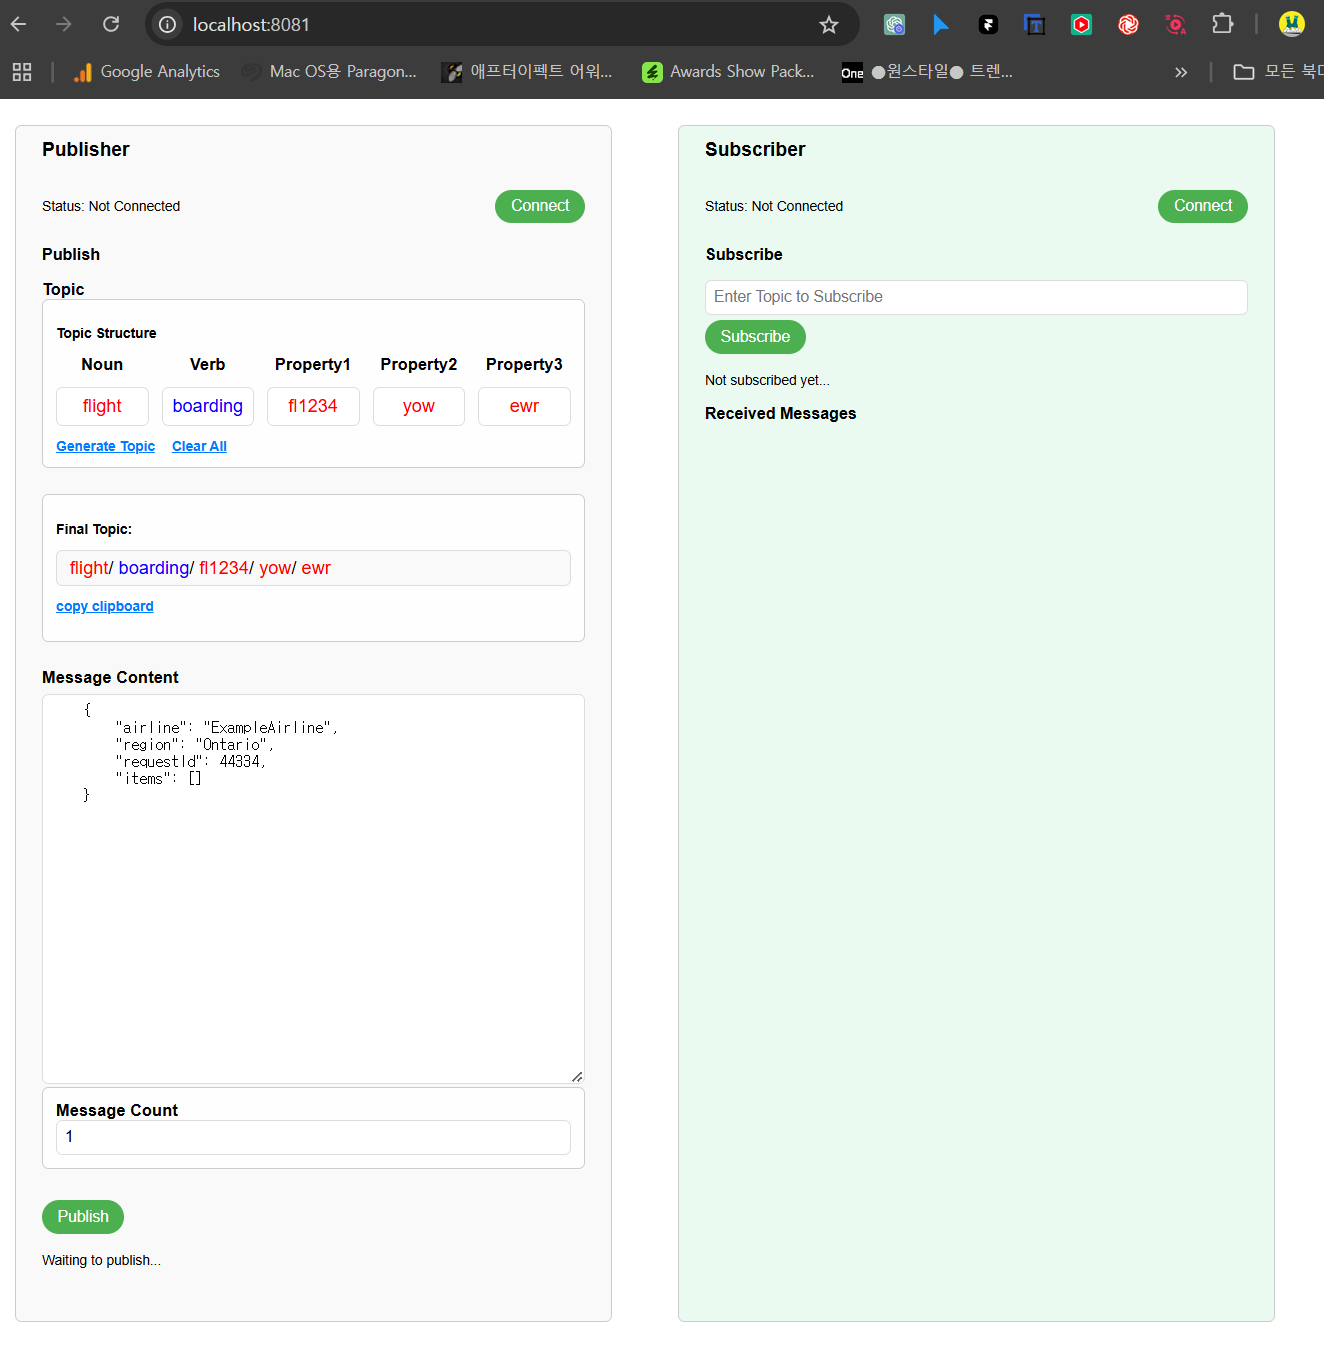 localhost:8081
Google Analytics
Mac OS용 Paragon...
애프터이펙트 어워...
Awards Show Pack...
One
●원스타일● 트렌...
모든 북
Publisher
Status: Not Connected
Connect
Publish
Topic
Topic Structure
Noun Verb Property1 Property2 Property3
flight boarding fl1234 yow ewr
Generate Topic Clear All
Final Topic:
flight/ boarding/ fl1234/ yow/ ewr
copy clipboard
Message Content
{
"airline": "ExampleAirline",
"region": "Ontario",
"requestId": 44334,
"items": []
}
Message Count
1
Publish
Waiting to publish...
Subscriber
Status: Not Connected
Connect
Subscribe
Enter Topic to Subscribe
Subscribe
Not subscribed yet...
Received Messages